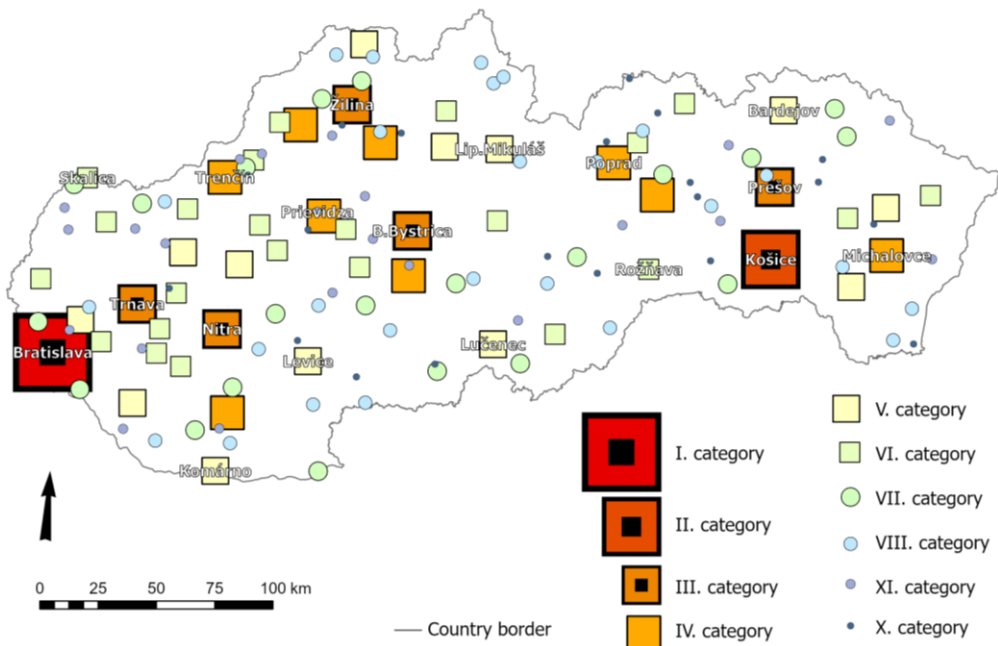 Žilina
Bardejov
Lip.Mikuláš
Poprad
Skalica
Trenčín
Prešov
Prievidza
B.Bystrica
Michalovce
Košice
Rožňava
Trnava
Nitra
Bratislava
Lučenec
Levice
Komárno
I. category
II. category
III. category
IV. category
V. category
VI. category
VII. category
VIII. category
XI. category
X. category
0 25 50 75 100 km
Country border